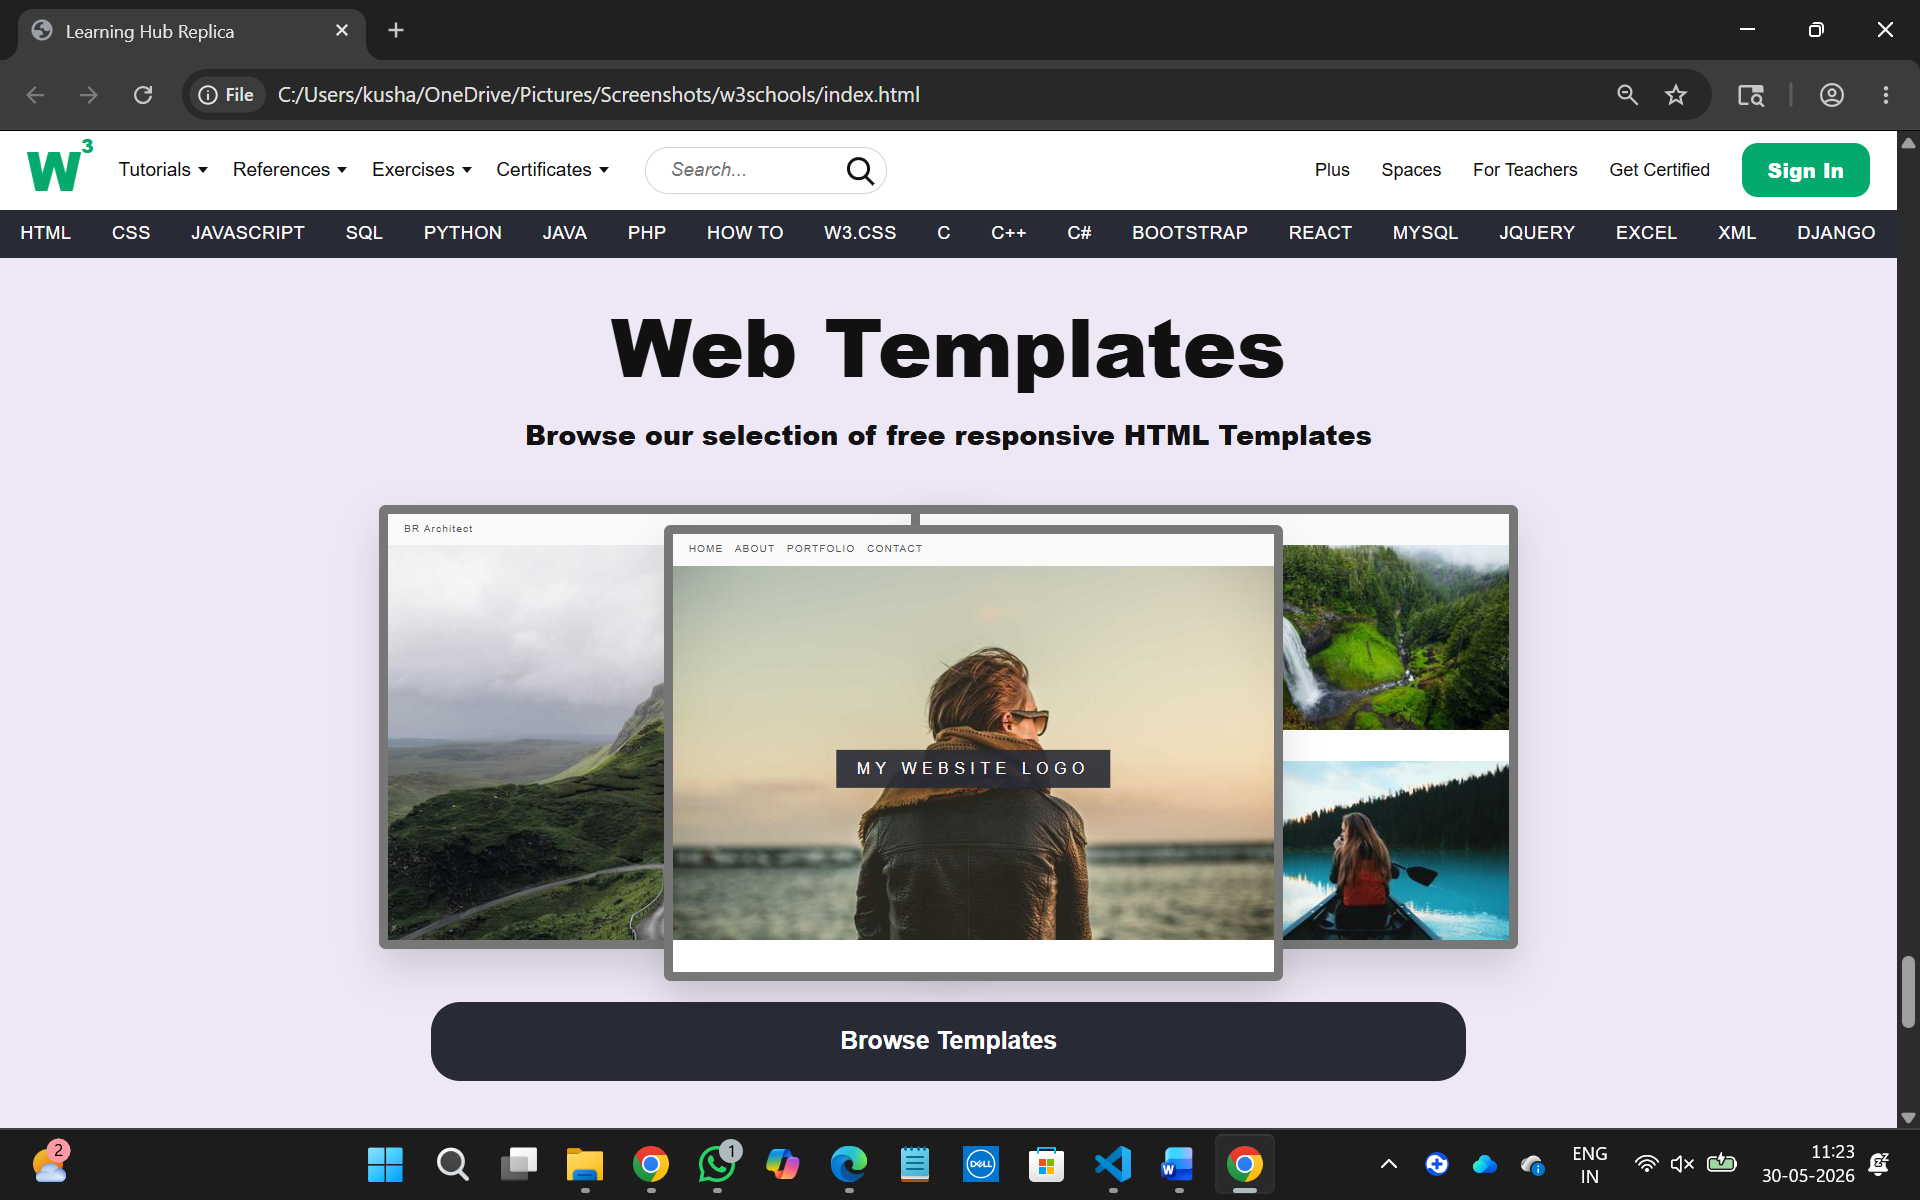 Learning Hub Replica
File C:/Users/kusha/OneDrive/Pictures/Screenshots/w3schools/index.html
W3 Tutorials References Exercises Certificates Search... Plus Spaces For Teachers Get Certified Sign In
HTML CSS JAVASCRIPT SQL PYTHON JAVA PHP HOW TO W3.CSS C C++ C# BOOTSTRAP REACT MYSQL JQUERY EXCEL XML DJANGO
Web Templates
Browse our selection of free responsive HTML Templates
BR Architect
HOME ABOUT PORTFOLIO CONTACT
MY WEBSITE LOGO
Browse Templates
2
1
DELL
W
ENG
IN
11:23
30-05-2026